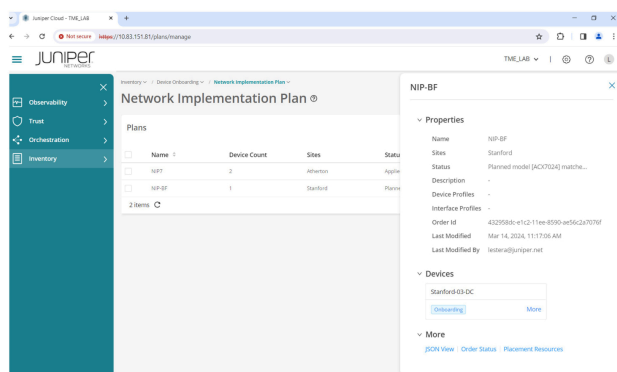 Juniper Cloud - TME_LAB
Not secure https://10.83.151.81/plans/manage
JUNIPER
NETWORKS
TME_LAB
L
Observability
Trust
Orchestration
Inventory
Inventory / Device Onboarding / Network Implementation Plan
Network Implementation Plan
Plans
Name Device Count Sites Statu
NIP7 2 Atherton Applie
NIP-BF 1 Stanford Planne
2 items
NIP-BF
Properties
Name NIP-BF
Sites Stanford
Status Planned model [ACX7024] matche...
Description -
Device Profiles -
Interface Profiles -
Order Id 432958dc-e1c2-11ee-8590-ae56c2a7076f
Last Modified Mar 14, 2024, 11:17:06 AM
Last Modified By lestera@juniper.net
Devices
Stanford-03-DC
Onboarding More
More
JSON View Order Status Placement Resources